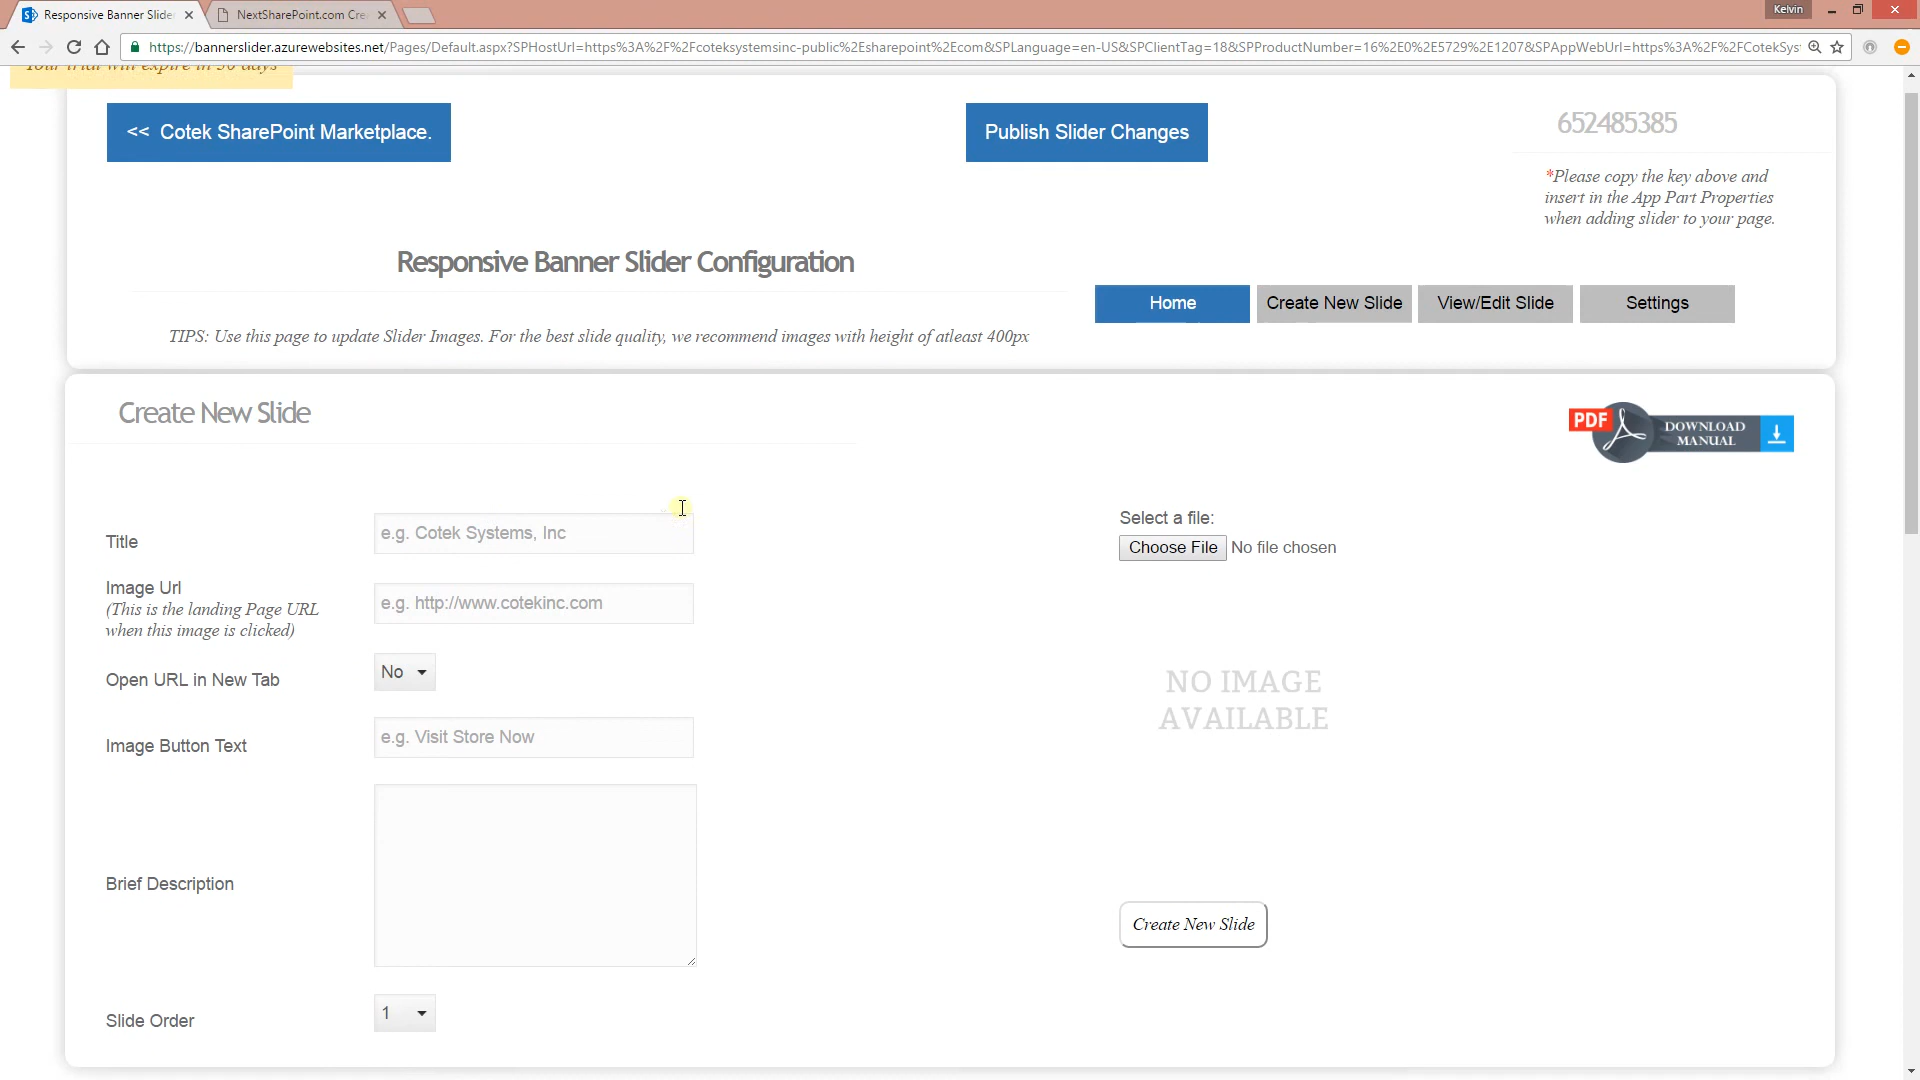 Responsive Banner Slide
NextSharePoint.com Cre
Kelvin
https://bannerslider.azurewebsites.net/Pages/Default.aspx?SPHostUrl=https%3A%2F%2Fcoteksystemsinc-public%2Esharepoint%2Ecom&SPLanguage=en-US&SPClientTag=18&SPProductNumber=16%2E0%2E5729%2E1207&SPAppWebUrl=https%3A%2F%2FCotekSys
Your trial will expire in 30 days
<< Cotek SharePoint Marketplace.
Publish Slider Changes
652485385
*Please copy the key above and
insert in the App Part Properties
when adding slider to your page.
Responsive Banner Slider Configuration
Home
Create New Slide
View/Edit Slide
Settings
TIPS: Use this page to update Slider Images. For the best slide quality, we recommend images with height of atleast 400px
Create New Slide
PDF
DOWNLOAD
MANUAL
Title
e.g. Cotek Systems, Inc
Select a file:
Choose File No file chosen
Image Url
(This is the landing Page URL
when this image is clicked)
e.g. http://www.cotekinc.com
Open URL in New Tab
No
NO IMAGE
AVAILABLE
Image Button Text
e.g. Visit Store Now
Brief Description
Create New Slide
Slide Order
1